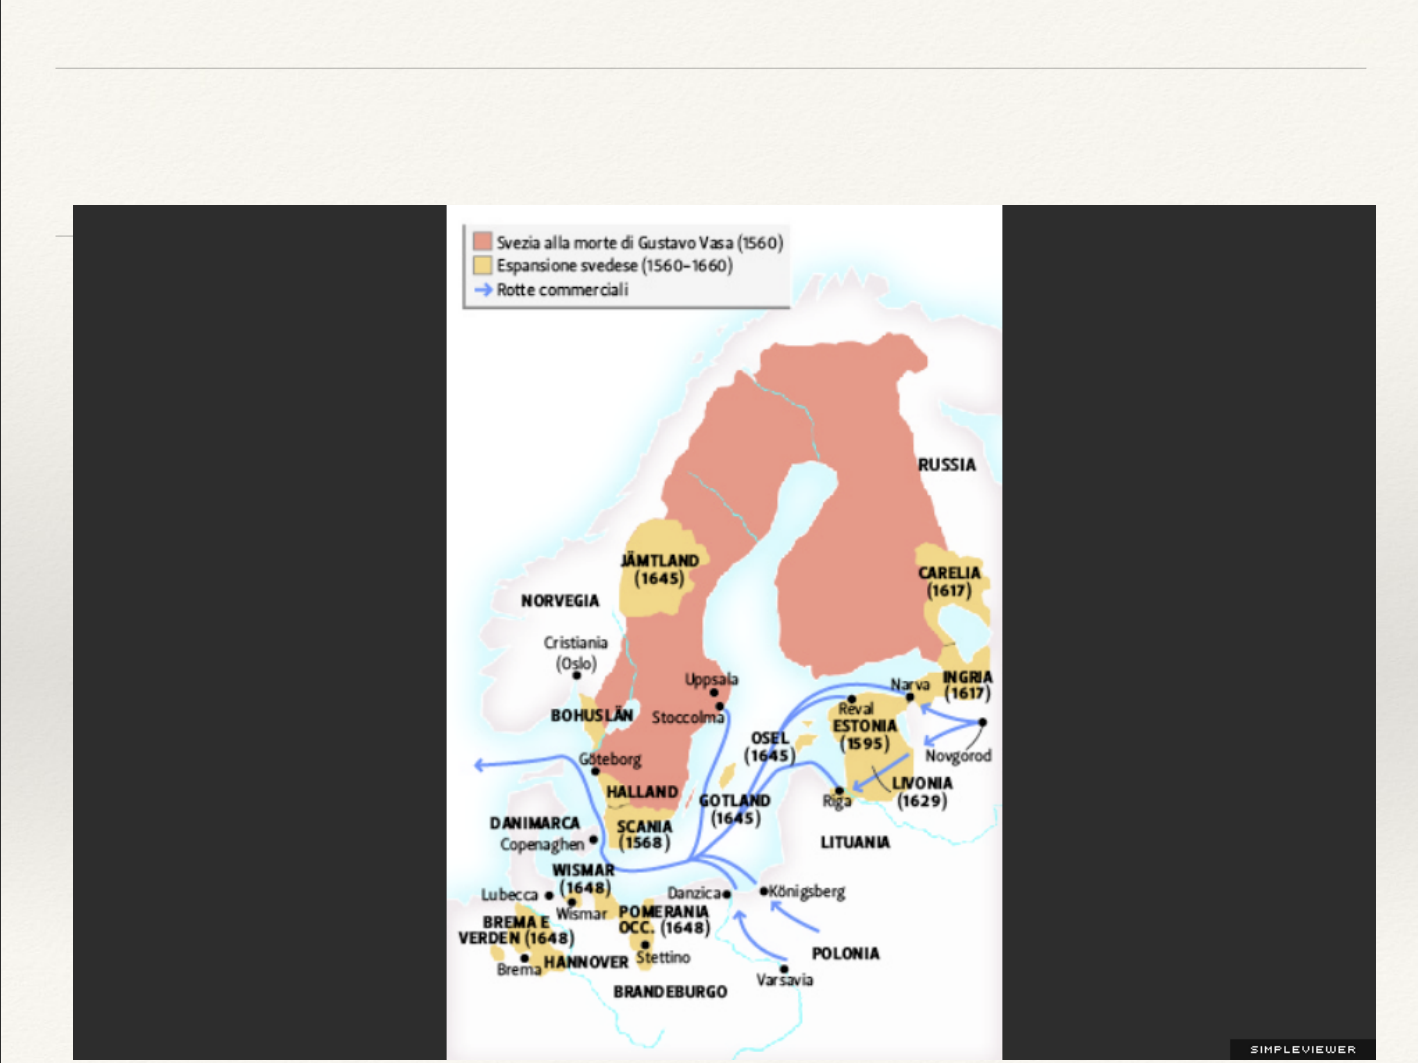 Svezia alla morte di Gustavo Vasa (1560)
Espansione svedese (1560-1660)
Rotte commerciali
RUSSIA
JÄMTLAND
(1645)
CARELIA
(1617)
NORVEGIA
Cristiania
(Oslo)
Uppsala
Narva
INGRIA
(1617)
BOHUSLÄN
Stoccolma
Reval
ESTONIA
(1595)
OSEL
(1645)
Novgorod
Göteborg
HALLAND
GOTLAND
(1645)
Riga
LIVONIA
(1629)
DANIMARCA
Copenaghen
SCANIA
(1568)
LITUANIA
WISMAR
(1648)
Lubecca
Wismar
Danzica
Königsberg
BREMA E
VERDEN (1648)
POMERANIA
OCC. (1648)
Brema
HANNOVER
Stettino
POLONIA
Varsavia
BRANDEBURGO
SIMPLEVIEWER